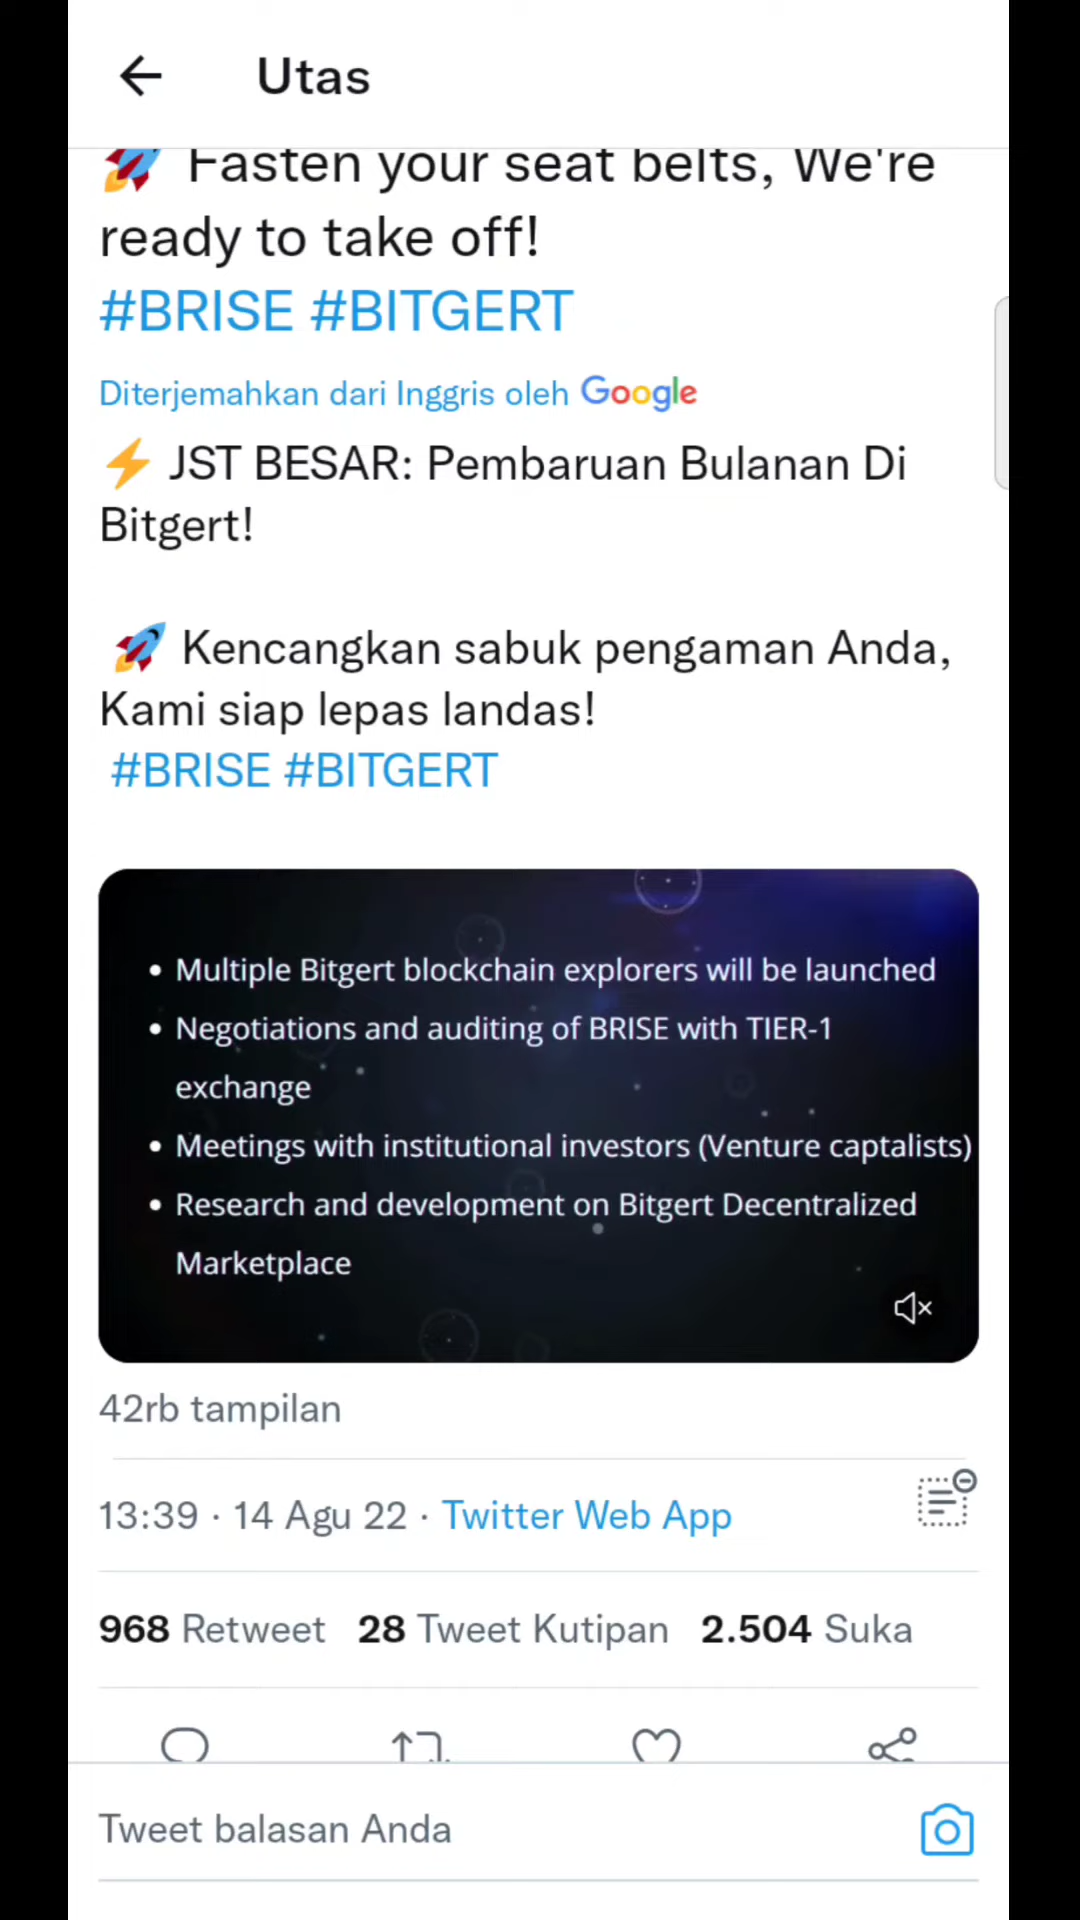 Utas
🚀 Fasten your seat belts, We're
ready to take off!
#BRISE #BITGERT
Diterjemahkan dari Inggris oleh Google
⚡ JST BESAR: Pembaruan Bulanan Di
Bitgert!
🚀 Kencangkan sabuk pengaman Anda,
Kami siap lepas landas!
#BRISE #BITGERT
• Multiple Bitgert blockchain explorers will be launched
• Negotiations and auditing of BRISE with TIER-1
exchange
• Meetings with institutional investors (Venture captalists)
• Research and development on Bitgert Decentralized
Marketplace
42rb tampilan
13:39 · 14 Agu 22 · Twitter Web App
968 Retweet 28 Tweet Kutipan 2.504 Suka
Tweet balasan Anda